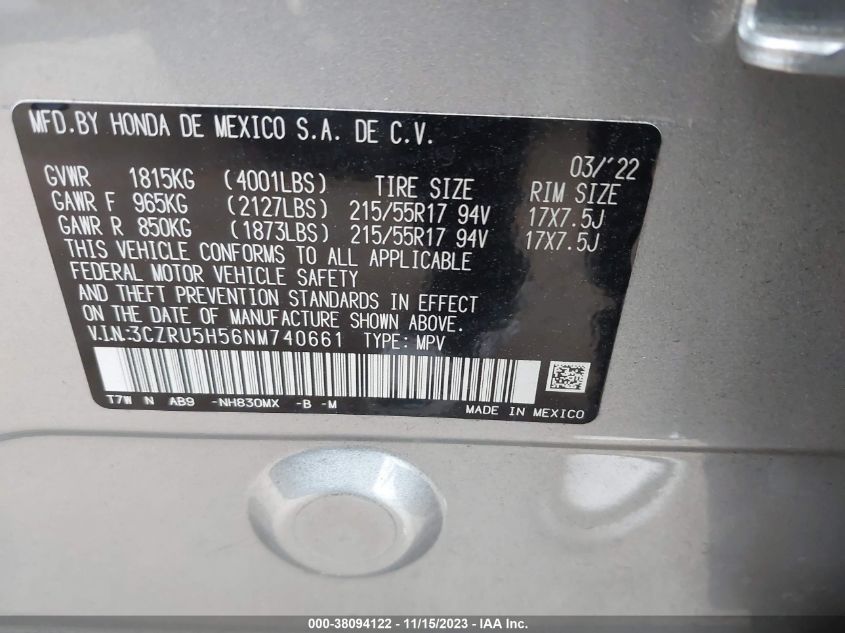 MFD.BY HONDA DE MEXICO S.A. DE C.V.
03/'22
GVWR 1815KG (4001LBS) TIRE SIZE RIM SIZE
GAWR F 965KG (2127LBS) 215/55R17 94V 17X7.5J
GAWR R 850KG (1873LBS) 215/55R17 94V 17X7.5J
THIS VEHICLE CONFORMS TO ALL APPLICABLE
FEDERAL MOTOR VEHICLE SAFETY
AND THEFT PREVENTION STANDARDS IN EFFECT
ON THE DATE OF MANUFACTURE SHOWN ABOVE.
V.I.N:3CZRU5H56NM740661 TYPE: MPV
T7W N AB9 -NH830MX -B -M
MADE IN MEXICO
000-38094122 - 11/15/2023 - IAA Inc.